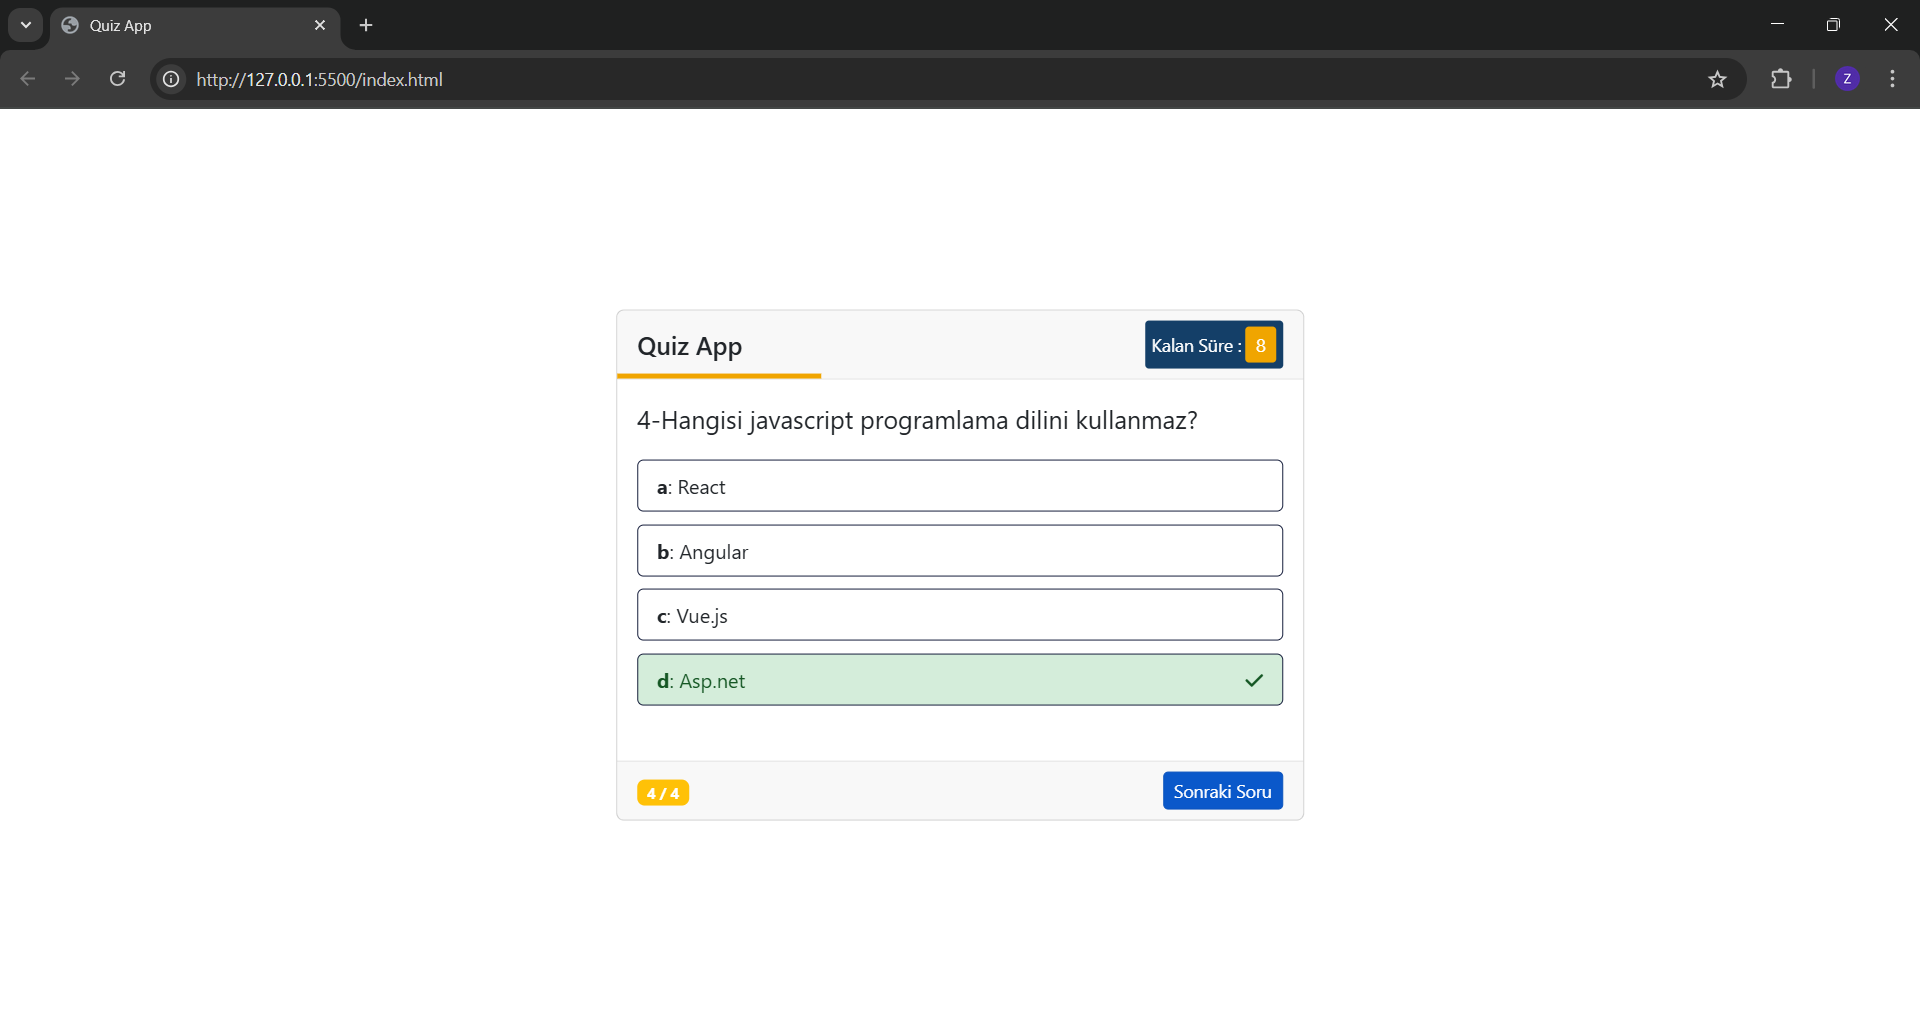 Quiz App
http://127.0.0.1:5500/index.html
Z
Quiz App
Kalan Süre : 8
4-Hangisi javascript programlama dilini kullanmaz?
a: React
b: Angular
c: Vue.js
d: Asp.net
4 / 4
Sonraki Soru